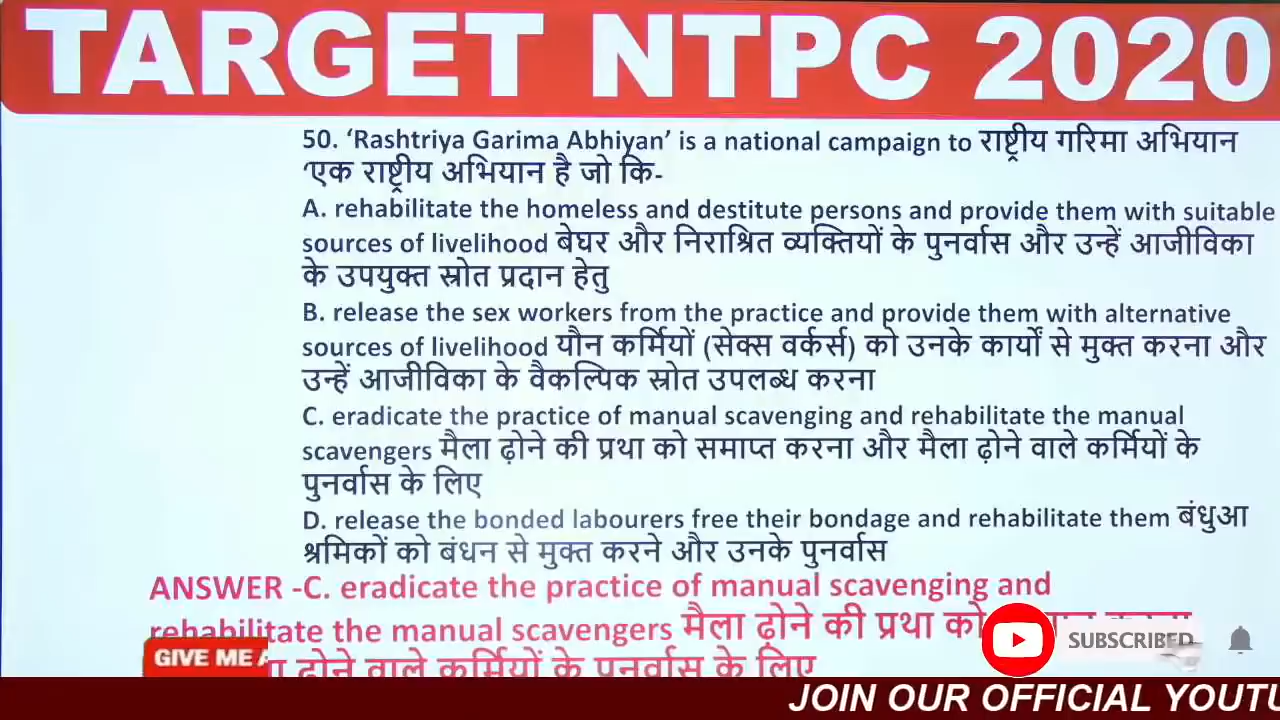 TARGET NTPC 2020
50. ‘Rashtriya Garima Abhiyan’ is a national campaign to राष्ट्रीय गरिमा अभियान
‘एक राष्ट्रीय अभियान है जो कि-
A. rehabilitate the homeless and destitute persons and provide them with suitable
sources of livelihood बेघर और निराश्रित व्यक्तियों के पुनर्वास और उन्हें आजीविका
के उपयुक्त स्रोत प्रदान हेतु
B. release the sex workers from the practice and provide them with alternative
sources of livelihood यौन कर्मियों (सेक्स वर्कर्स) को उनके कार्यों से मुक्त करना और
उन्हें आजीविका के वैकल्पिक स्रोत उपलब्ध करना
C. eradicate the practice of manual scavenging and rehabilitate the manual
scavengers मैला ढ़ोने की प्रथा को समाप्त करना और मैला ढ़ोने वाले कर्मियों के
पुनर्वास के लिए
D. release the bonded labourers free their bondage and rehabilitate them बंधुआ
श्रमिकों को बंधन से मुक्त करने और उनके पुनर्वास
ANSWER -C. eradicate the practice of manual scavenging and
rehabilitate the manual scavengers मैला ढ़ोने की प्रथा को करना
SUBSCRIBED
GIVE ME
ढ़ोने वाले कर्मियों के पुनर्वास के लिए
JOIN OUR OFFICIAL YOUTU